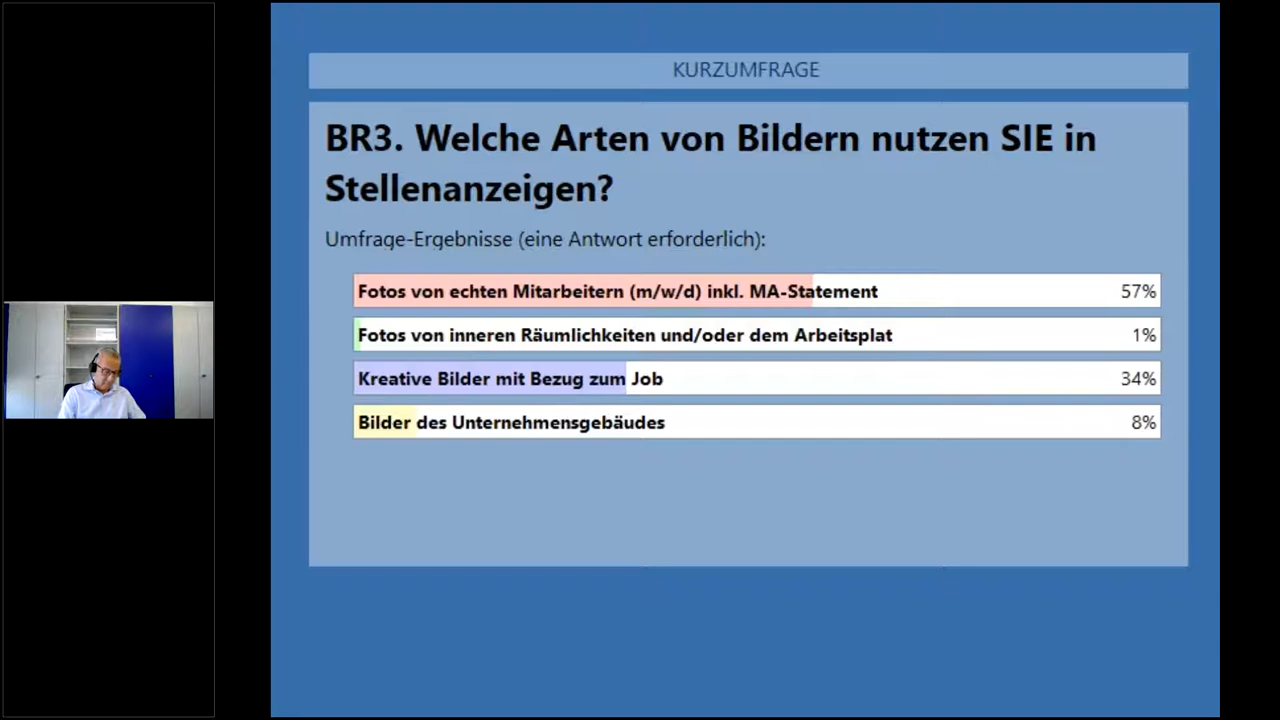 KURZUMFRAGE
BR3. Welche Arten von Bildern nutzen SIE in
Stellenanzeigen?
Umfrage-Ergebnisse (eine Antwort erforderlich):
Fotos von echten Mitarbeitern (m/w/d) inkl. MA-Statement 57%
Fotos von inneren Räumlichkeiten und/oder dem Arbeitsplat 1%
Kreative Bilder mit Bezug zum Job 34%
Bilder des Unternehmensgebäudes 8%